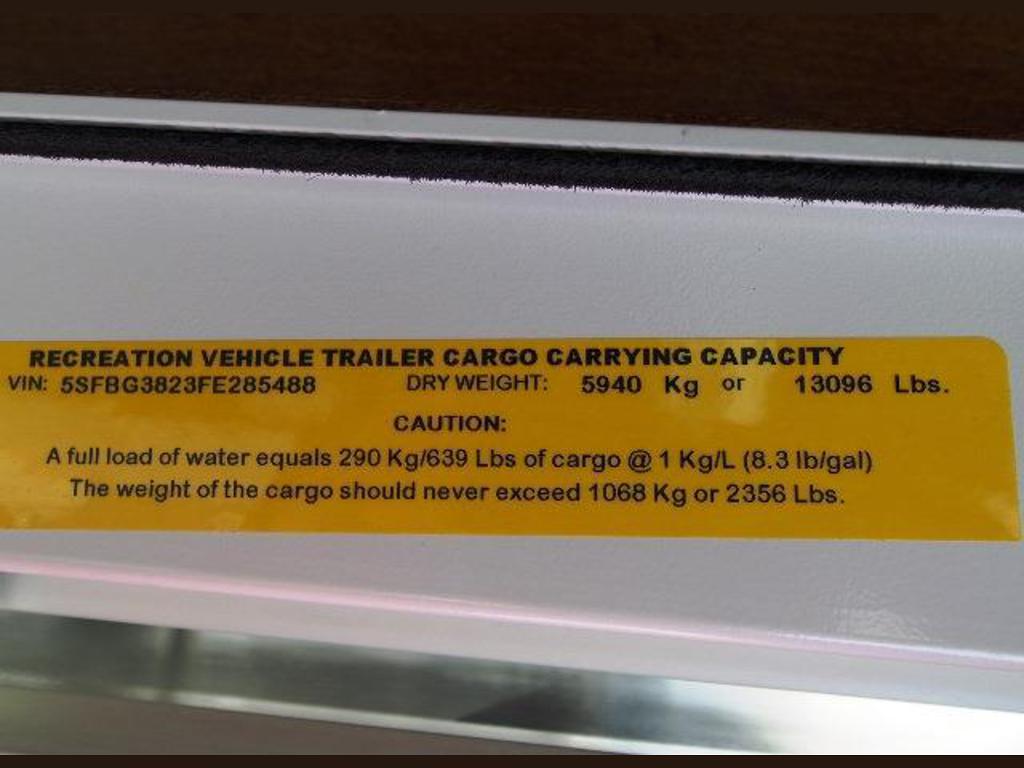 RECREATION VEHICLE TRAILER CARGO CARRYING CAPACITY
VIN: 5SFBG3823FE285488 DRY WEIGHT: 5940 Kg or 13096 Lbs.
CAUTION:
A full load of water equals 290 Kg/639 Lbs of cargo @ 1 Kg/L (8.3 lb/gal)
The weight of the cargo should never exceed 1068 Kg or 2356 Lbs.